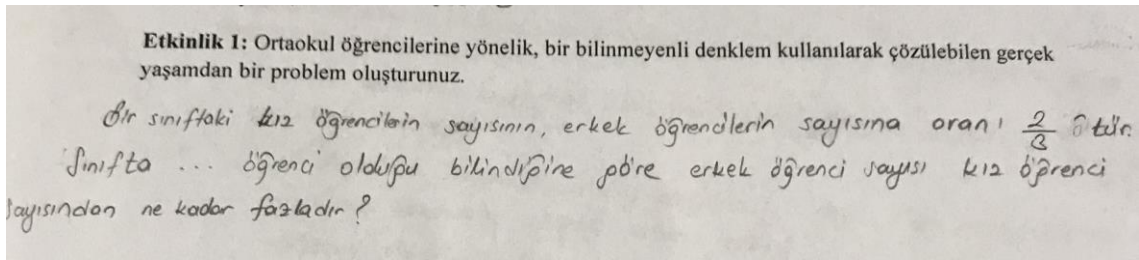 Etkinlik 1: Ortaokul öğrencilerine yönelik, bir bilinmeyenli denklem kullanılarak çözülebilen gerçek
yaşamdan bir problem oluşturunuz.
Bir sınıftaki kız öğrencilerin sayısının, erkek öğrencilerin sayısına oranı 2/3 'tür.
Sınıfta ... öğrenci olduğu bilindiğine göre erkek öğrenci sayısı kız öğrenci
sayısından ne kadar fazladır?